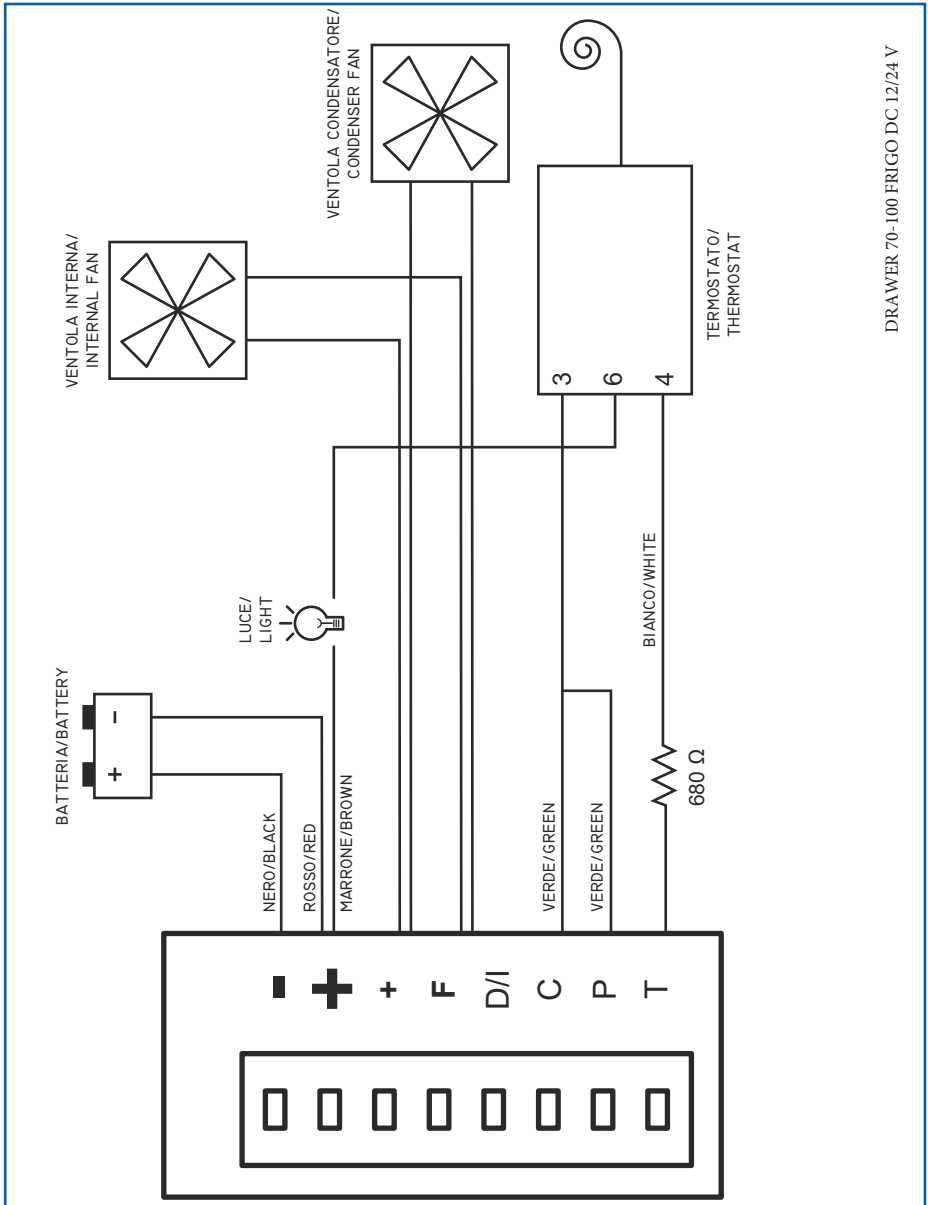 VENTOLA CONDENSATORE/
CONDENSER FAN
VENTOLA INTERNA/
INTERNAL FAN
TERMOSTATO/
THERMOSTAT
3
6
4
LUCE/
LIGHT
BIANCO/WHITE
BATTERIA/BATTERY
+
-
680 Ω
NERO/BLACK
ROSSO/RED
MARRONE/BROWN
VERDE/GREEN
VERDE/GREEN
-
+
+
F
D/I
C
P
T
DRAWER 70-100 FRIGO DC 12/24 V